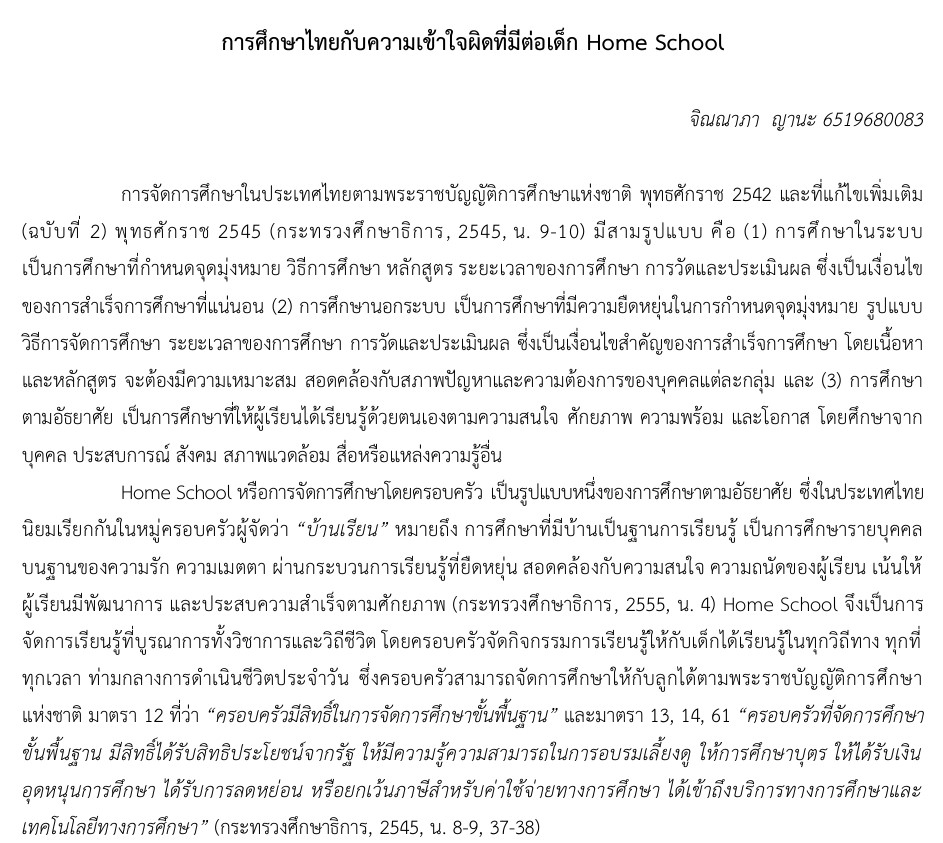 การศึกษาไทยกับความเข้าใจผิดที่มีต่อเด็ก Home School
จิณณาภา ญานะ 6519680083
การจัดการศึกษาในประเทศไทยตามพระราชบัญญัติการศึกษาแห่งชาติ พุทธศักราช 2542 และที่แก้ไขเพิ่มเติม
(ฉบับที่ 2) พุทธศักราช 2545 (กระทรวงศึกษาธิการ, 2545, น. 9-10) มีสามรูปแบบ คือ (1) การศึกษาในระบบ
เป็นการศึกษาที่กำหนดจุดมุ่งหมาย วิธีการศึกษา หลักสูตร ระยะเวลาของการศึกษา การวัดและประเมินผล ซึ่งเป็นเงื่อนไข
ของการสำเร็จการศึกษาที่แน่นอน (2) การศึกษานอกระบบ เป็นการศึกษาที่มีความยืดหยุ่นในการกำหนดจุดมุ่งหมาย รูปแบบ
วิธีการจัดการศึกษา ระยะเวลาของการศึกษา การวัดและประเมินผล ซึ่งเป็นเงื่อนไขสำคัญของการสำเร็จการศึกษา โดยเนื้อหา
และหลักสูตร จะต้องมีความเหมาะสม สอดคล้องกับสภาพปัญหาและความต้องการของบุคคลแต่ละกลุ่ม และ (3) การศึกษา
ตามอัธยาศัย เป็นการศึกษาที่ให้ผู้เรียนได้เรียนรู้ด้วยตนเองตามความสนใจ ศักยภาพ ความพร้อม และโอกาส โดยศึกษาจาก
บุคคล ประสบการณ์ สังคม สภาพแวดล้อม สื่อหรือแหล่งความรู้อื่น
Home School หรือการจัดการศึกษาโดยครอบครัว เป็นรูปแบบหนึ่งของการศึกษาตามอัธยาศัย ซึ่งในประเทศไทย
นิยมเรียกกันในหมู่ครอบครัวผู้จัดว่า “บ้านเรียน” หมายถึง การศึกษาที่มีบ้านเป็นฐานการเรียนรู้ เป็นการศึกษารายบุคคล
บนฐานของความรัก ความเมตตา ผ่านกระบวนการเรียนรู้ที่ยืดหยุ่น สอดคล้องกับความสนใจ ความถนัดของผู้เรียน เน้นให้
ผู้เรียนมีพัฒนาการ และประสบความสำเร็จตามศักยภาพ (กระทรวงศึกษาธิการ, 2555, น. 4) Home School จึงเป็นการ
จัดการเรียนรู้ที่บูรณาการทั้งวิชาการและวิถีชีวิต โดยครอบครัวจัดกิจกรรมการเรียนรู้ให้กับเด็กได้เรียนรู้ในทุกวิถีทาง ทุกที่
ทุกเวลา ท่ามกลางการดำเนินชีวิตประจำวัน ซึ่งครอบครัวสามารถจัดการศึกษาให้กับลูกได้ตามพระราชบัญญัติการศึกษา
แห่งชาติ มาตรา 12 ที่ว่า “ครอบครัวมีสิทธิ์ในการจัดการศึกษาขั้นพื้นฐาน” และมาตรา 13, 14, 61 “ครอบครัวที่จัดการศึกษา
ขั้นพื้นฐาน มีสิทธิ์ได้รับสิทธิประโยชน์จากรัฐ ให้มีความรู้ความสามารถในการอบรมเลี้ยงดู ให้การศึกษาบุตร ให้ได้รับเงิน
อุดหนุนการศึกษา ได้รับการลดหย่อน หรือยกเว้นภาษีสำหรับค่าใช้จ่ายทางการศึกษา ได้เข้าถึงบริการทางการศึกษาและ
เทคโนโลยีทางการศึกษา” (กระทรวงศึกษาธิการ, 2545, น. 8-9, 37-38)